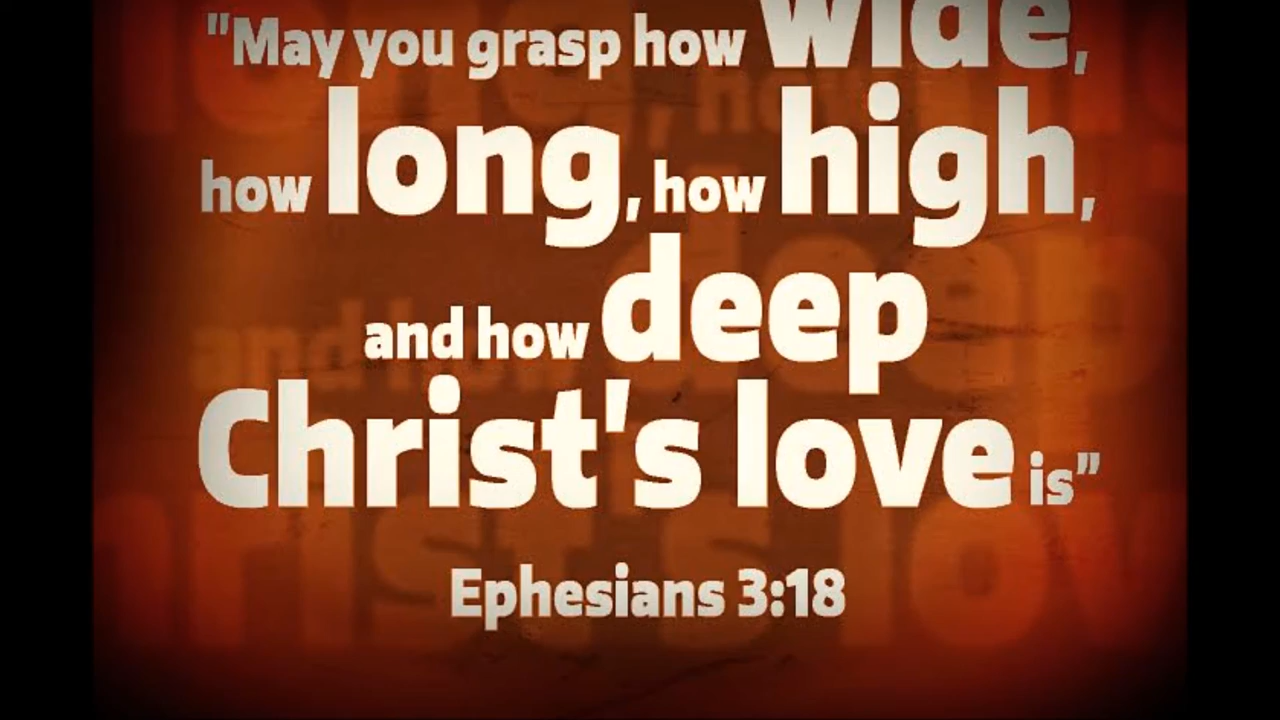 "May you grasp how wide,
how long, how high,
and how deep
Christ's love is”
Ephesians 3:18